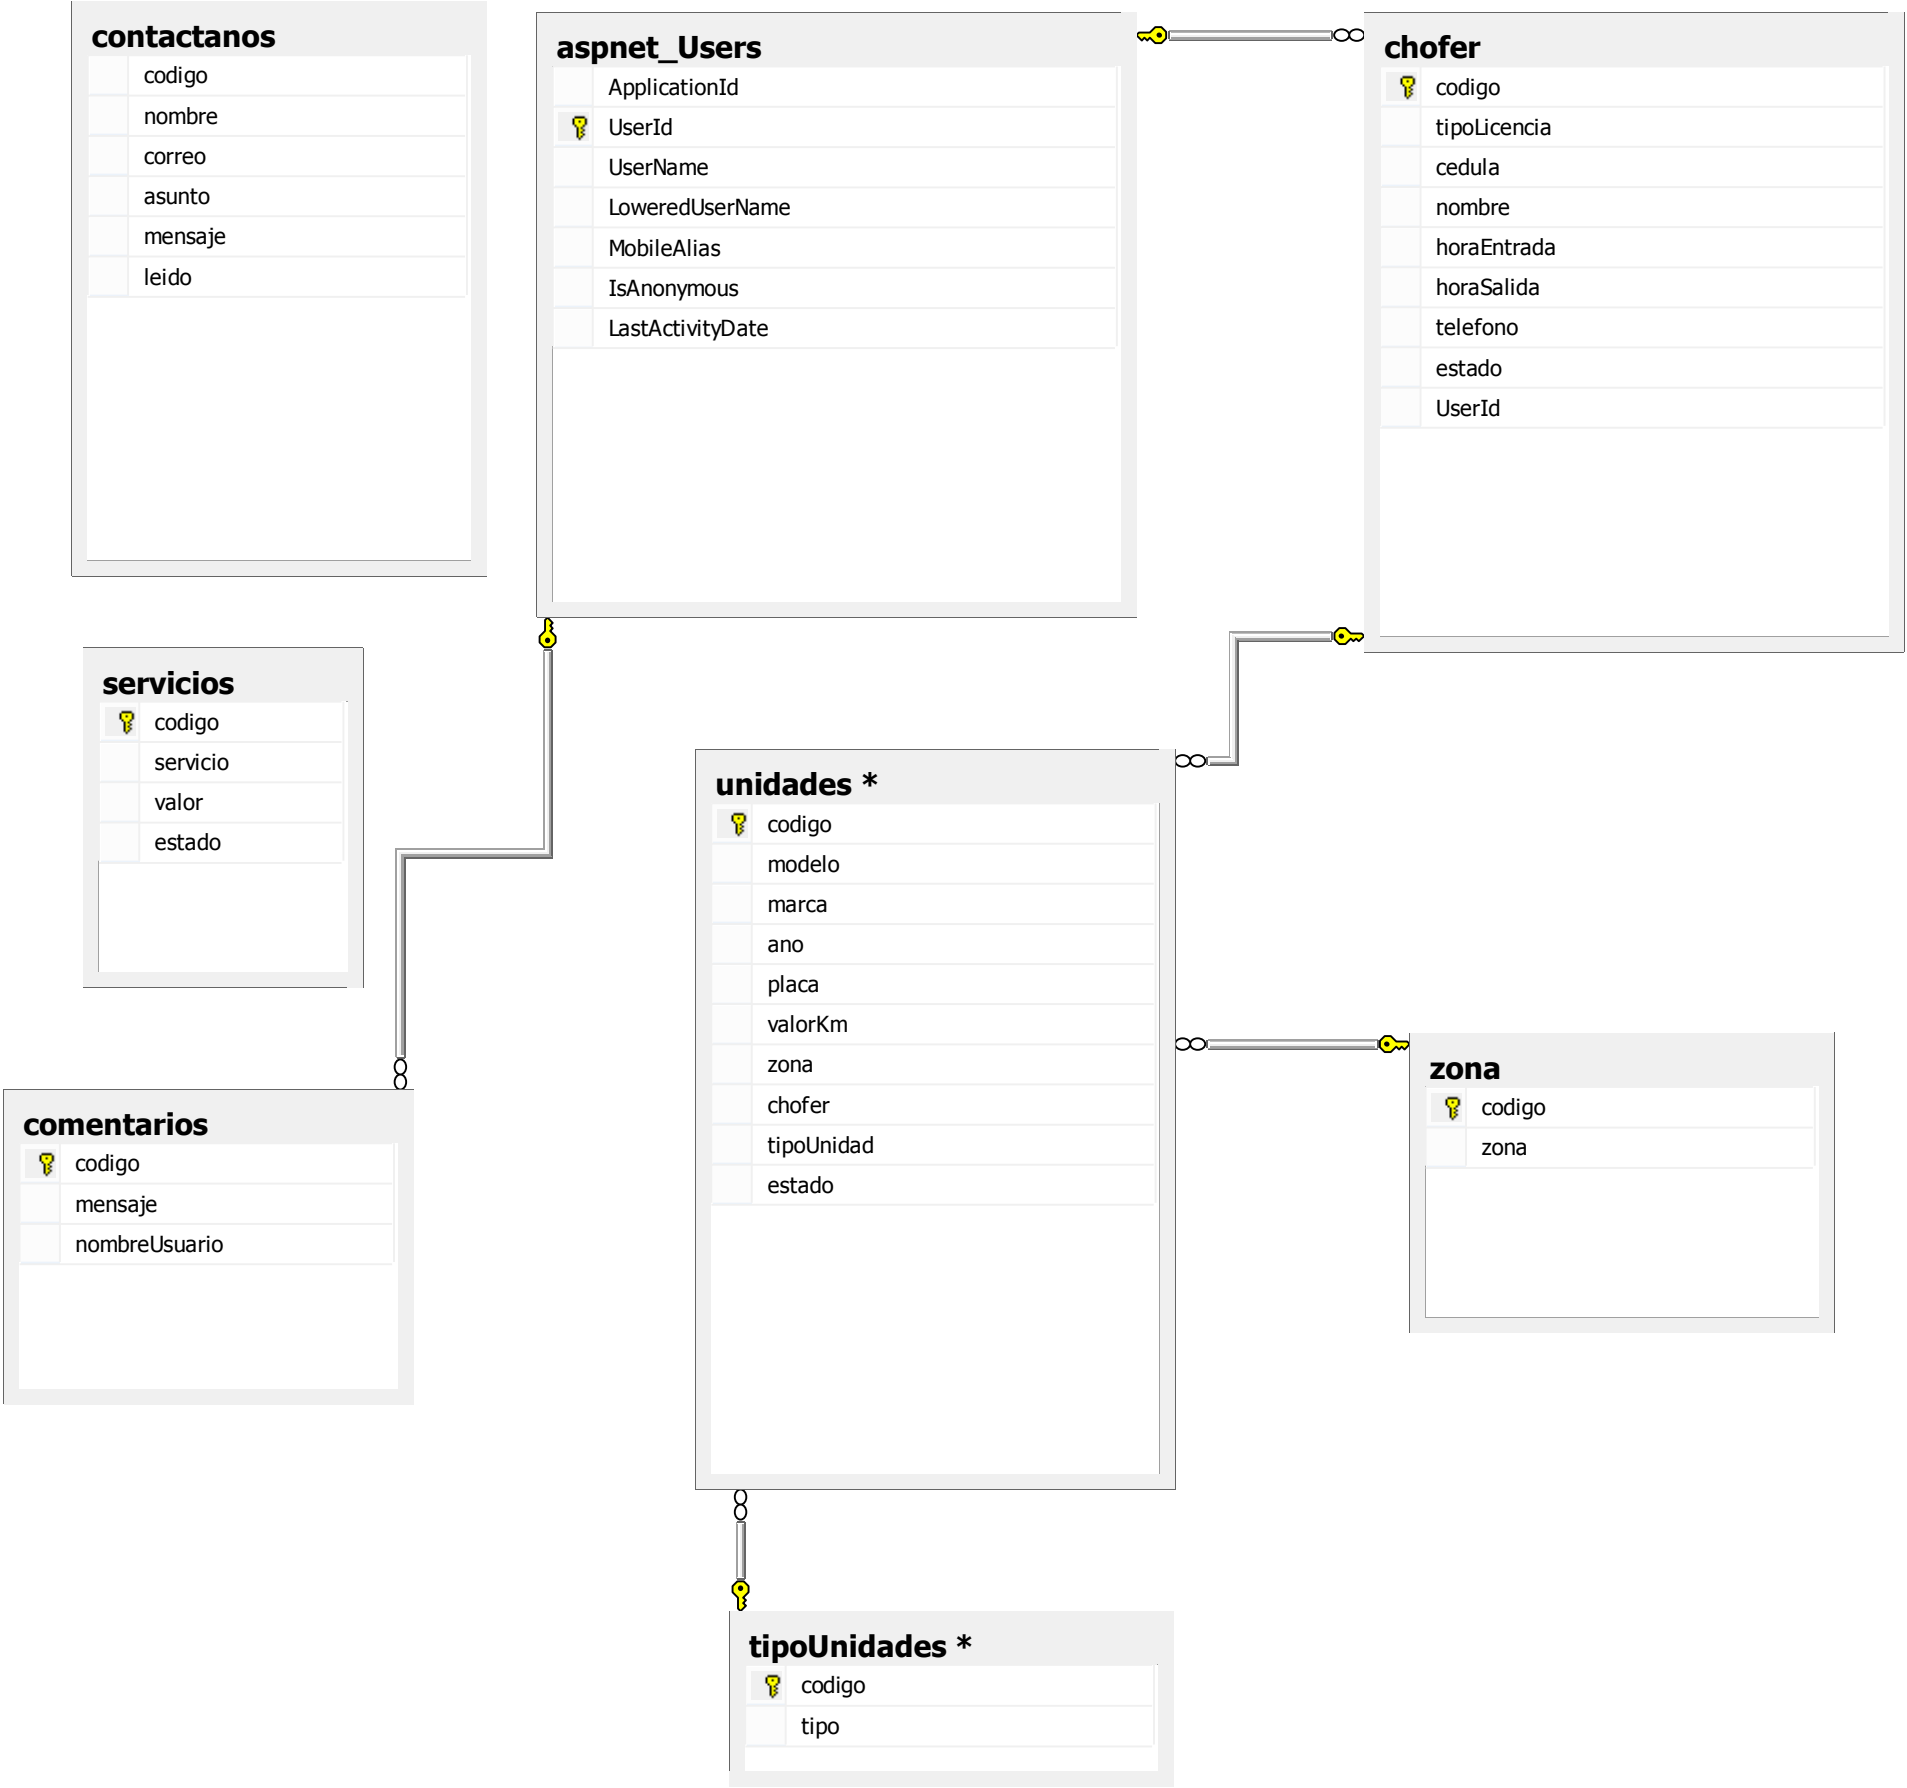 contactanos
codigo
nombre
correo
asunto
mensaje
leido
aspnet_Users
ApplicationId
UserId
UserName
LoweredUserName
MobileAlias
IsAnonymous
LastActivityDate
chofer
codigo
tipoLicencia
cedula
nombre
horaEntrada
horaSalida
telefono
estado
UserId
servicios
codigo
servicio
valor
estado
unidades *
codigo
modelo
marca
ano
placa
valorKm
zona
chofer
tipoUnidad
estado
zona
codigo
zona
comentarios
codigo
mensaje
nombreUsuario
tipoUnidades *
codigo
tipo